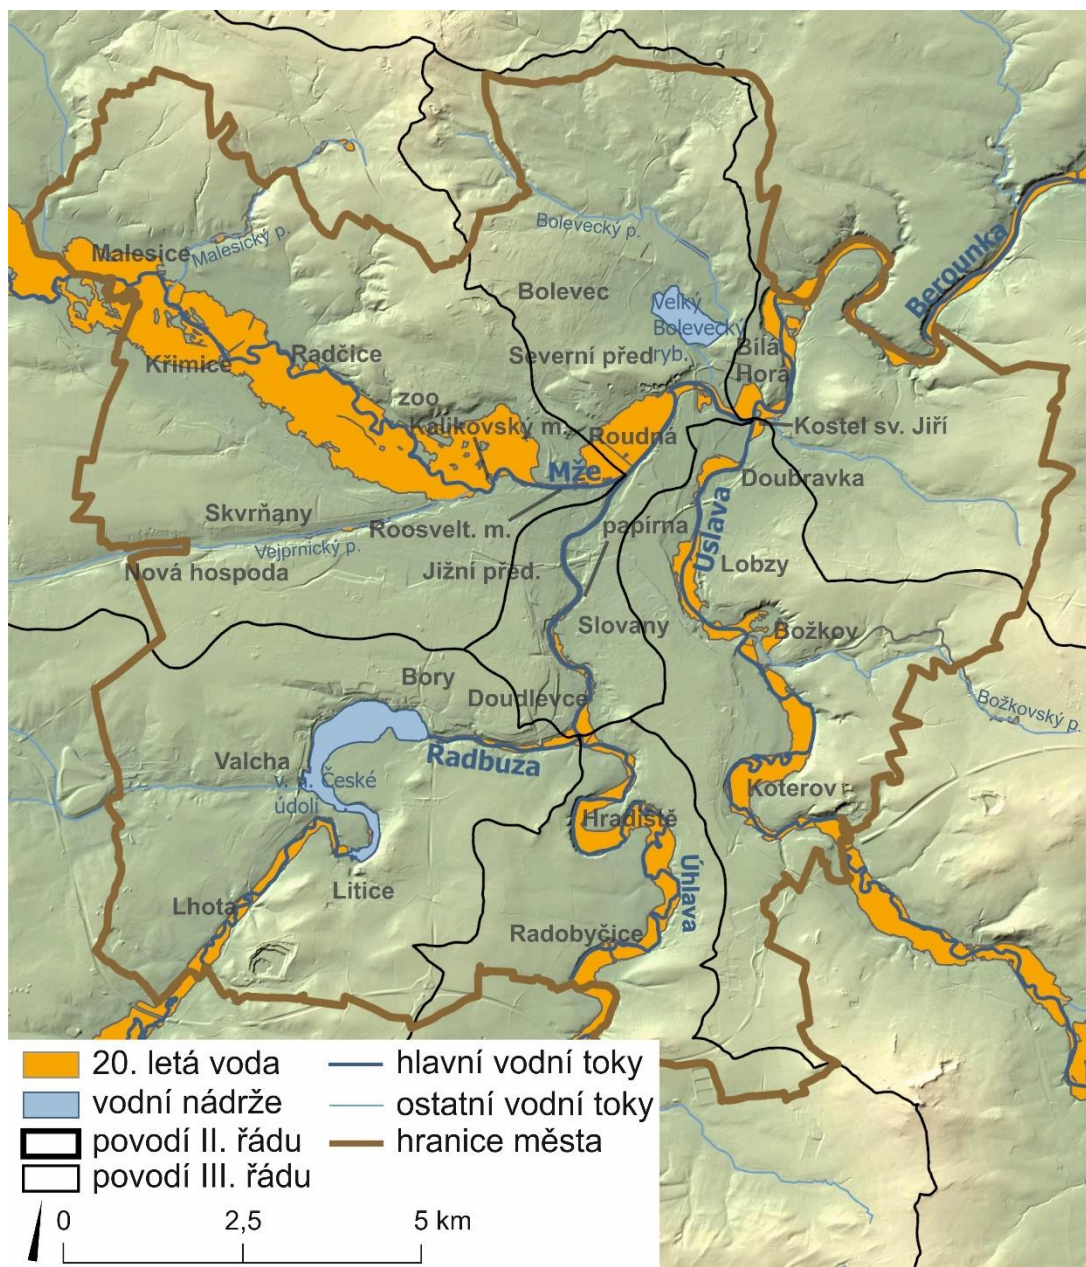 Malesice
Malesický p.
Bolevecký p.
Berounka
Bolevec
Velký
Bolevecký
ryb.
Severní před
Bílá
Hora
Radčice
Křimice
zoo
Kalikovský m.
Roudná
Kostel sv. Jiří
Mže
Doubravka
Skvrňany
Roosvelt. m.
papírna
Úslava
Vejprnický p.
Nová hospoda
Jižní před.
Lobzy
Slovany
Božkov
Bory
Doudlevce
Božkovský p.
Radbuza
Valcha
v. n. České
údolí
Koterov
Hradiště
Úhlava
Litice
Lhota
Radobyčice
20. letá voda
hlavní vodní toky
vodní nádrže
ostatní vodní toky
povodí II. řádu
hranice města
povodí III. řádu
0 2,5 5 km